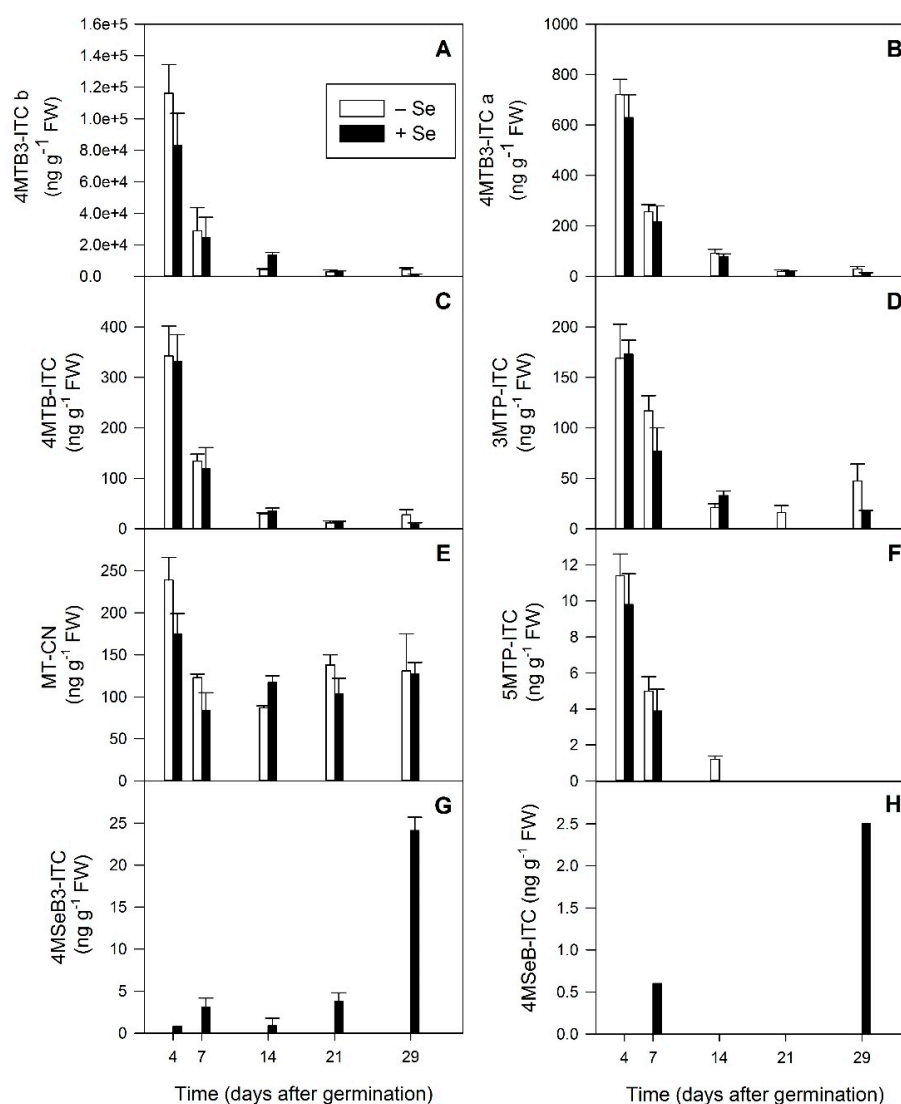 A
4MTB3-ITC b
(ng g⁻¹ FW)
1.6e+5
1.4e+5
1.2e+5
1.0e+5
8.0e+4
6.0e+4
4.0e+4
2.0e+4
0.0
– Se
+ Se
B
4MTB3-ITC a
(ng g⁻¹ FW)
1000
800
600
400
200
0
C
4MTB-ITC
(ng g⁻¹ FW)
400
300
200
100
0
D
3MTP-ITC
(ng g⁻¹ FW)
200
150
100
50
0
E
MT-CN
(ng g⁻¹ FW)
250
200
150
100
50
0
F
5MTP-ITC
(ng g⁻¹ FW)
12
10
8
6
4
2
0
G
4MSeB3-ITC
(ng g⁻¹ FW)
25
20
15
10
5
0
4 7 14 21 29
Time (days after germination)
H
4MSeB-ITC (ng g⁻¹ FW)
2.5
2.0
1.5
1.0
0.5
0.0
4 7 14 21 29
Time (days after germination)